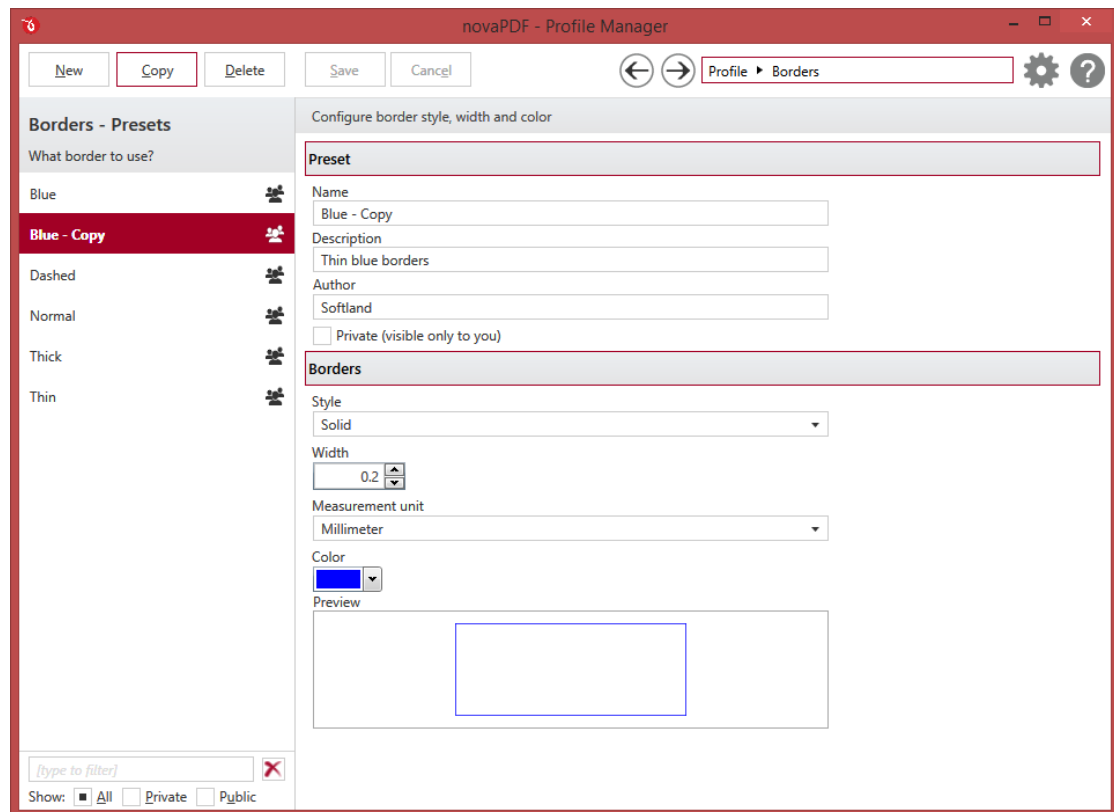 novaPDF - Profile Manager
New Copy Delete Save Cancel Profile Borders
Borders - Presets
What border to use?
Blue
Blue - Copy
Dashed
Normal
Thick
Thin
[type to filter]
Show: All Private Public
Configure border style, width and color
Preset
Name
Blue - Copy
Description
Thin blue borders
Author
Softland
Private (visible only to you)
Borders
Style
Solid
Width
0.2
Measurement unit
Millimeter
Color
Preview